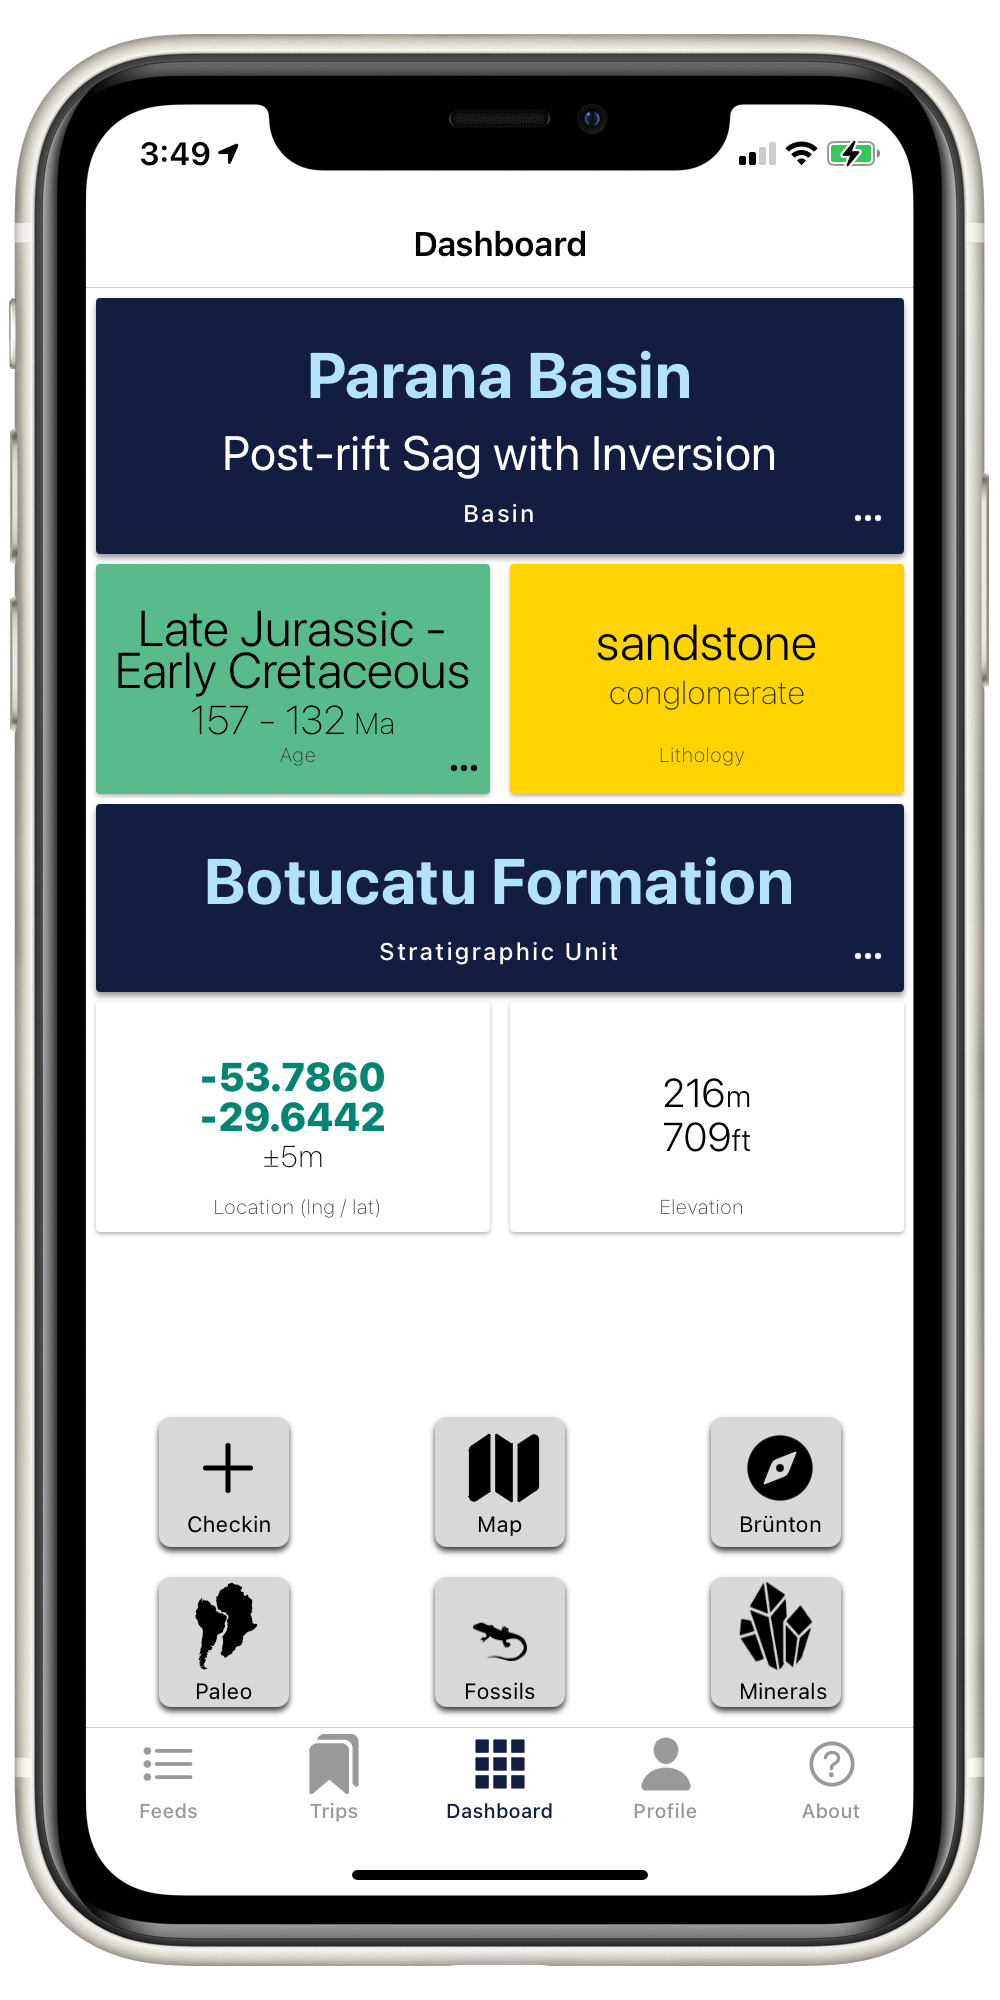 3:49
Dashboard
Parana Basin
Post-rift Sag with Inversion
Basin
Late Jurassic -
Early Cretaceous
157 - 132 Ma
Age
sandstone
conglomerate
Lithology
Botucatu Formation
Stratigraphic Unit
-53.7860
-29.6442
±5m
Location (lng / lat)
216m
709ft
Elevation
Checkin
Map
Brünton
Paleo
Fossils
Minerals
Feeds
Trips
Dashboard
Profile
About